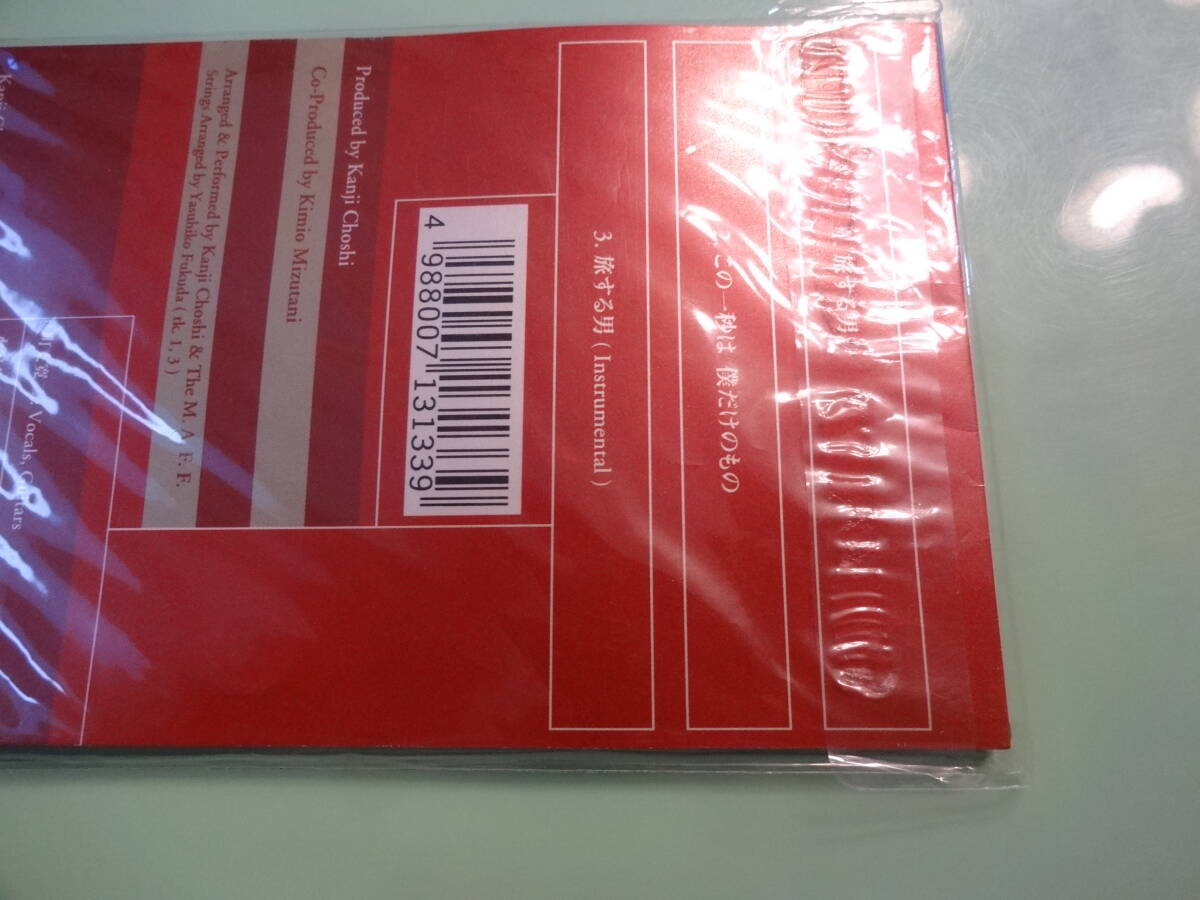 旅する男
2. この一秒は 僕だけのもの
3. 旅する男 ( Instrumental )
4 988007 131339
Produced by Kanji Choshi
Co-Produced by Kimio Mizutani
Arranged & Performed by Kanji Choshi & The M. A. F. F.
Strings Arranged by Yasuhiko Fukuda ( tk 1, 3 )
Vocals, Guitars
Kanji